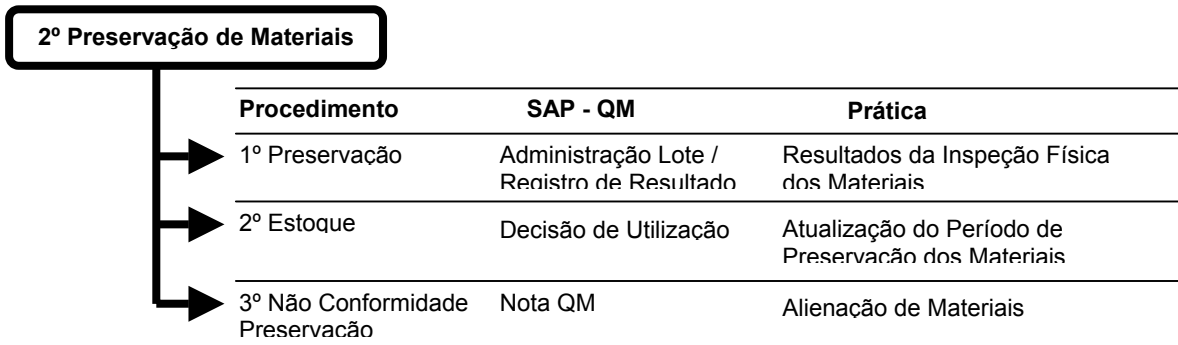 2º Preservação de Materiais
Procedimento SAP - QM Prática
1º Preservação Administração Lote / Resultados da Inspeção Física
Registro de Resultado dos Materiais
2º Estoque Decisão de Utilização Atualização do Período de
Preservação dos Materiais
3º Não Conformidade Nota QM Alienação de Materiais
Preservação